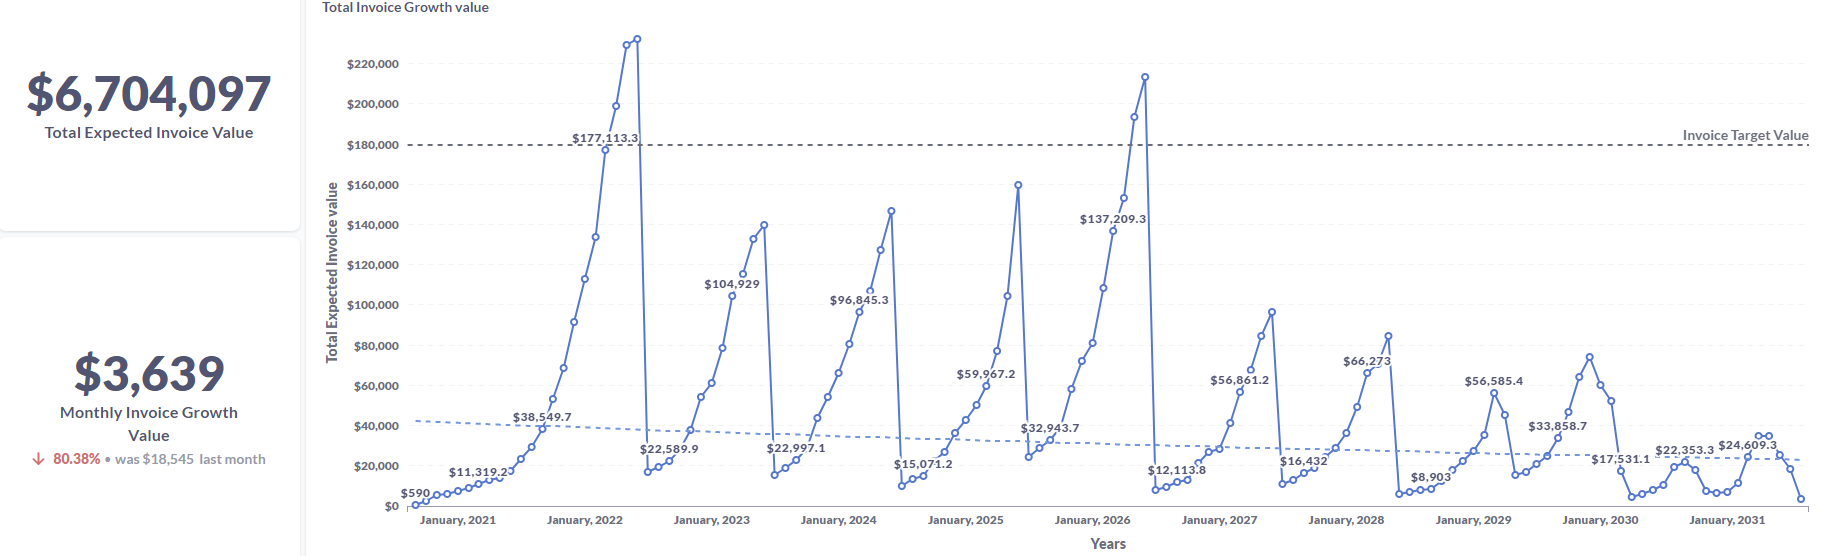 $6,704,097
Total Expected Invoice Value
$3,639
Monthly Invoice Growth
Value
↓ 80.38% • was $18,545 last month
Total Invoice Growth value
Total Expected Invoice value
$220,000
$200,000
$180,000
$160,000
$140,000
$120,000
$100,000
$80,000
$60,000
$40,000
$20,000
$0
Invoice Target Value
$590
$11,319.2
$38,549.7
$177,113.3
$22,589.9
$104,929
$22,997.1
$96,845.3
$15,071.2
$59,967.2
$32,943.7
$137,209.3
$12,113.8
$56,861.2
$16,432
$66,273
$8,903
$56,585.4
$33,858.7
$17,531.1
$22,353.3
$24,609.3
January, 2021
January, 2022
January, 2023
January, 2024
January, 2025
January, 2026
January, 2027
January, 2028
January, 2029
January, 2030
January, 2031
Years